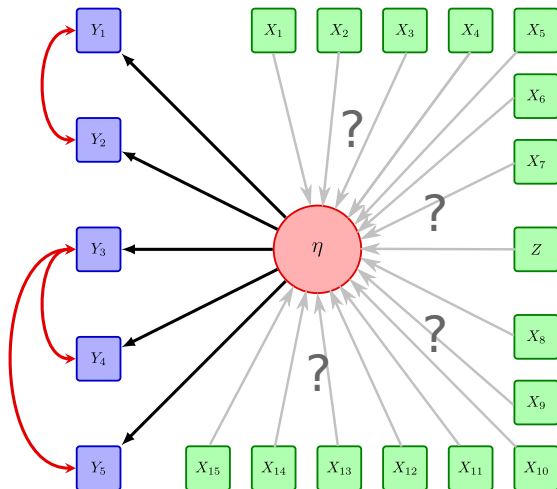 Y₁ X₁ X₂ X₃ X₄ X₅
X₆
? 
Y₂ X₇
?
Y₃ η Z
X₈
?
Y₄
?
X₉
Y₅ X₁₅ X₁₄ X₁₃ X₁₂ X₁₁ X₁₀